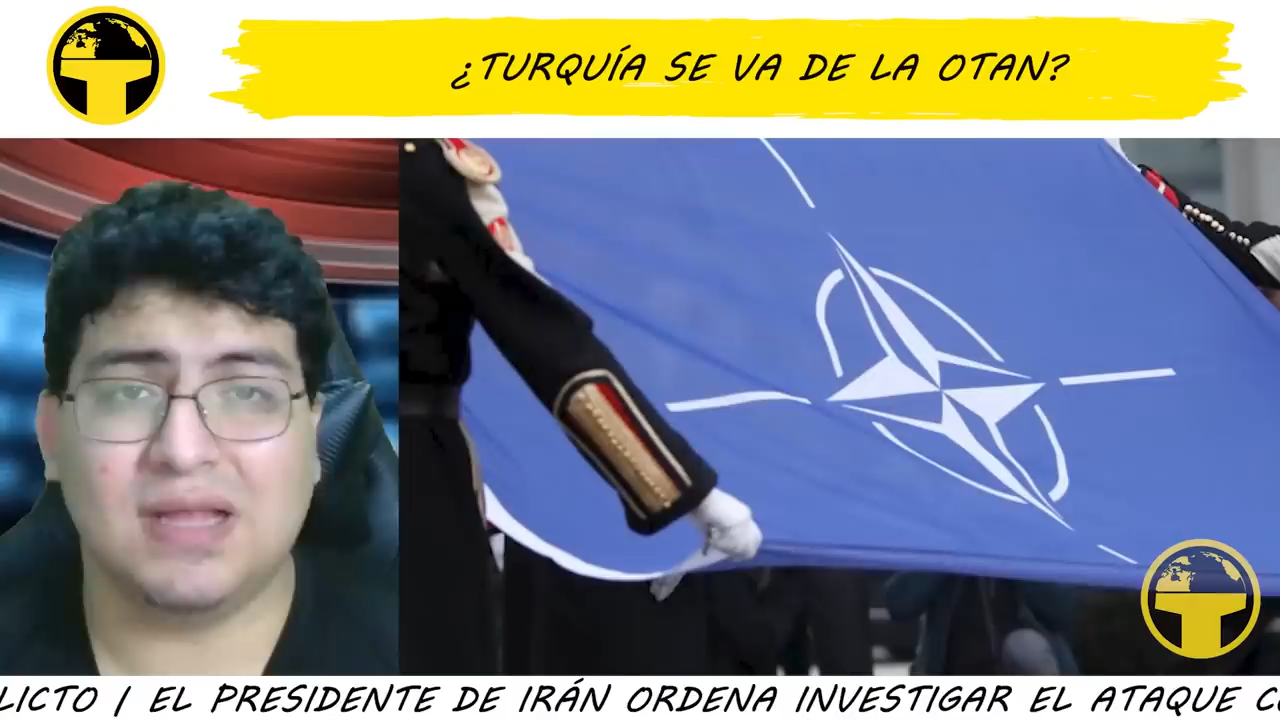 ¿TURQUÍA SE VA DE LA OTAN?
LICTO / EL PRESIDENTE DE IRÁN ORDENA INVESTIGAR EL ATAQUE